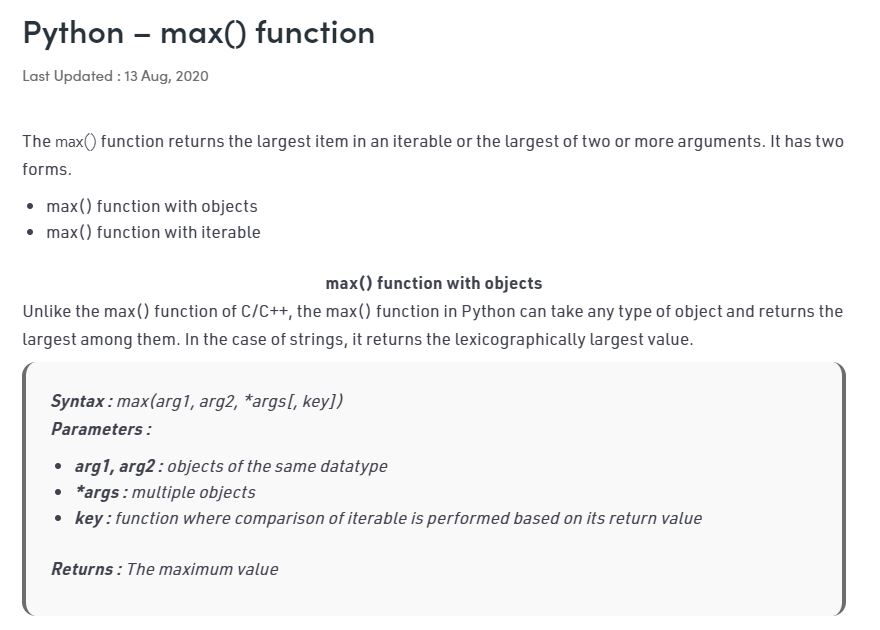 Python – max() function
Last Updated : 13 Aug, 2020
The max() function returns the largest item in an iterable or the largest of two or more arguments. It has two
forms.
• max() function with objects
• max() function with iterable
max() function with objects
Unlike the max() function of C/C++, the max() function in Python can take any type of object and returns the
largest among them. In the case of strings, it returns the lexicographically largest value.
Syntax : max(arg1, arg2, *args[, key])
Parameters :
• arg1, arg2 : objects of the same datatype
• *args : multiple objects
• key : function where comparison of iterable is performed based on its return value
Returns : The maximum value